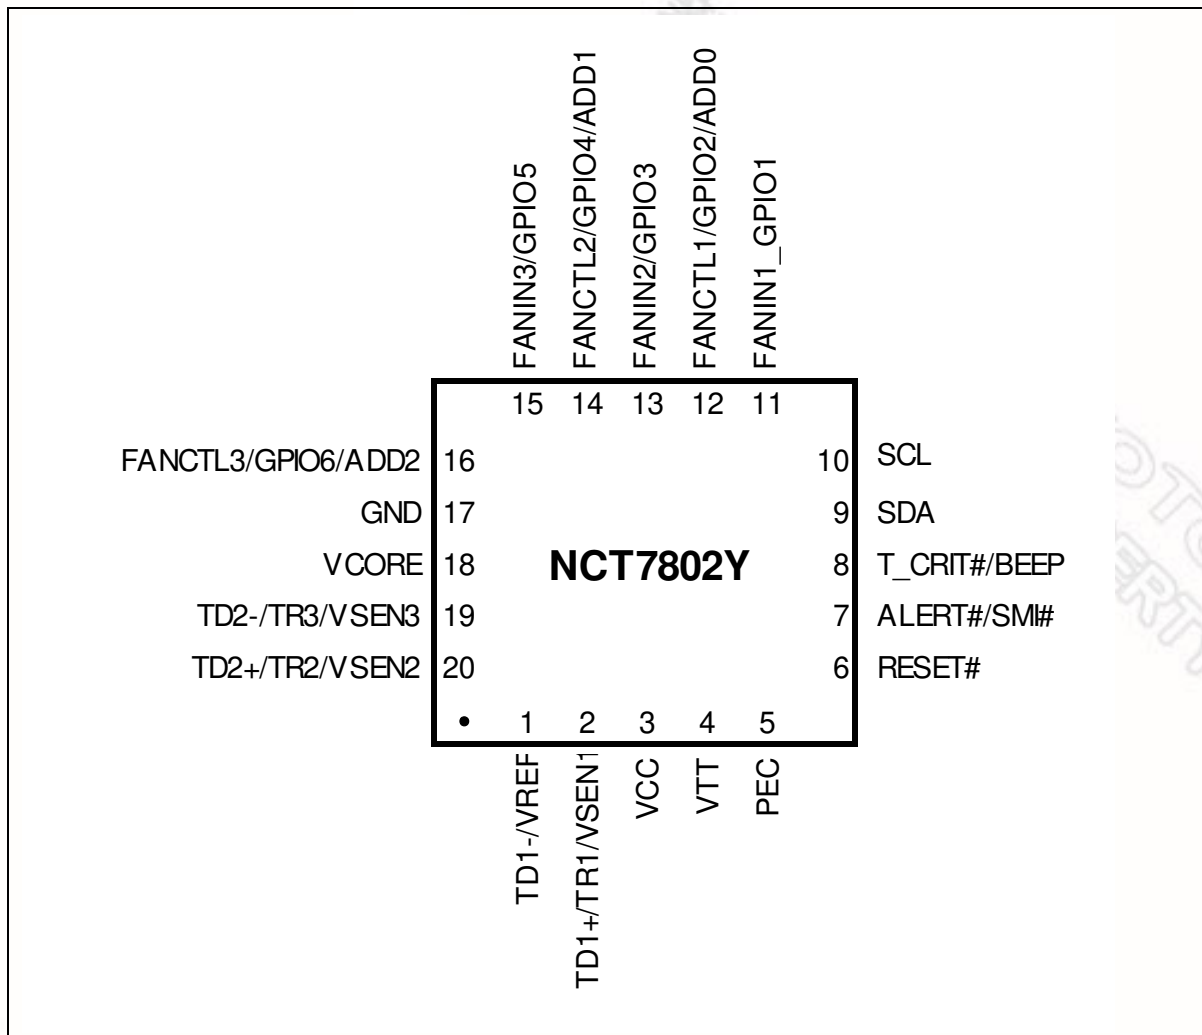 FANIN3/GPIO5
FANCTL2/GPIO4/ADD1
FANIN2/GPIO3
FANCTL1/GPIO2/ADD0
FANIN1_GPIO1
15 14 13 12 11
FANCTL3/GPIO6/ADD2 16
10 SCL
GND 17
9 SDA
VCORE 18
NCT7802Y
8 T_CRIT#/BEEP
TD2-/TR3/VSEN3 19
7 ALERT#/SMI#
TD2+/TR2/VSEN2 20
6 RESET#
1 2 3 4 5
TD1-/VREF
TD1+/TR1/VSEN1
VCC
VTT
PEC